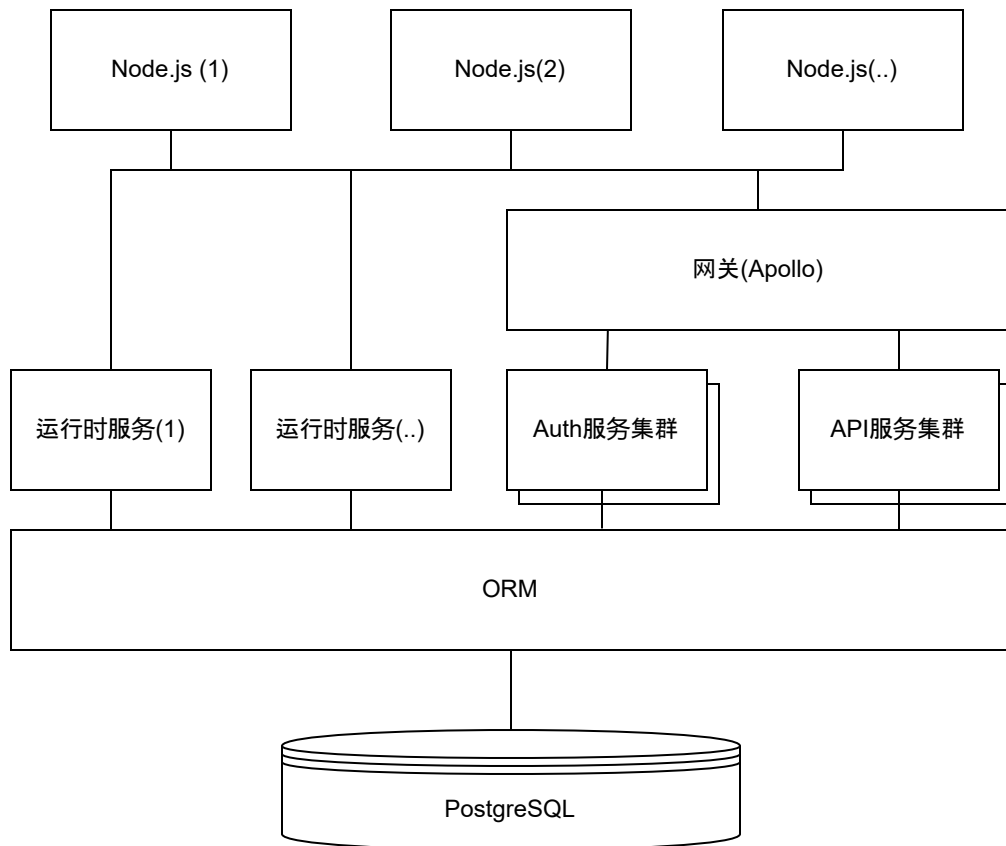 Node.js (1)
Node.js(2)
Node.js(..)
网关(Apollo)
运行时服务(1)
运行时服务(..)
Auth服务集群
API服务集群
ORM
PostgreSQL